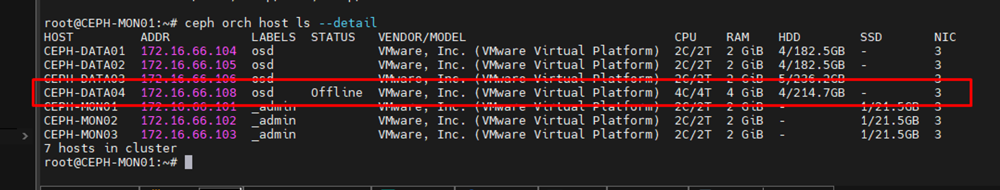 root@CEPH-MON01:~# ceph orch host ls --detail
HOST ADDR LABELS STATUS VENDOR/MODEL CPU RAM HDD SSD NIC
CEPH-DATA01 172.16.66.104 osd VMware, Inc. (VMware Virtual Platform) 2C/2T 2 GiB 4/182.5GB - 3
CEPH-DATA02 172.16.66.105 osd VMware, Inc. (VMware Virtual Platform) 2C/2T 2 GiB 4/182.5GB - 3
CEPH-DATA03 172.16.66.106 osd VMware, Inc. (VMware Virtual Platform) 2C/2T 2 GiB 5/236.2GB 3
CEPH-DATA04 172.16.66.108 osd Offline VMware, Inc. (VMware Virtual Platform) 4C/4T 4 GiB 4/214.7GB - 3
CEPH-MON01 172.16.66.101 _admin VMware, Inc. (VMware Virtual Platform) 2C/2T 2 GiB - 1/21.5GB 3
CEPH-MON02 172.16.66.102 _admin VMware, Inc. (VMware Virtual Platform) 2C/2T 2 GiB - 1/21.5GB 3
CEPH-MON03 172.16.66.103 _admin VMware, Inc. (VMware Virtual Platform) 2C/2T 2 GiB - 1/21.5GB 3
7 hosts in cluster
root@CEPH-MON01:~#